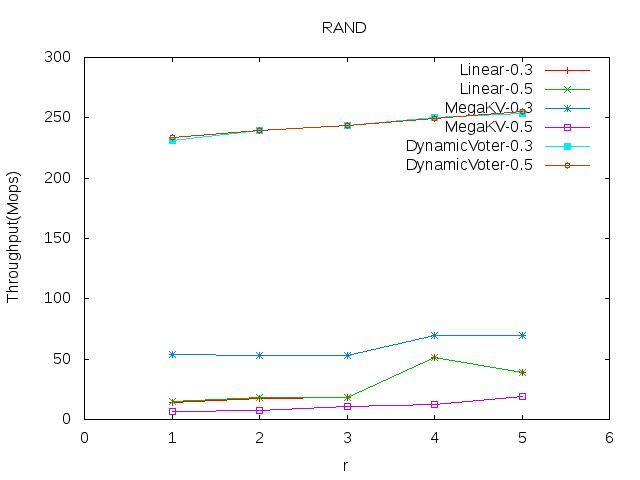 RAND
Throughput(Mops)
300
250
200
150
100
50
0
Linear-0.3
Linear-0.5
MegaKV-0.3
MegaKV-0.5
DynamicVoter-0.3
DynamicVoter-0.5
0 1 2 3 4 5 6
r